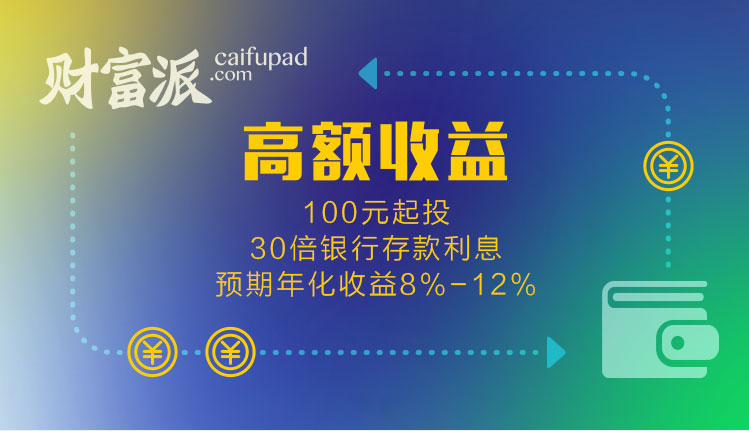 财富派 caifupad
.com
高额收益
100元起投
30倍银行存款利息
预期年化收益8%-12%